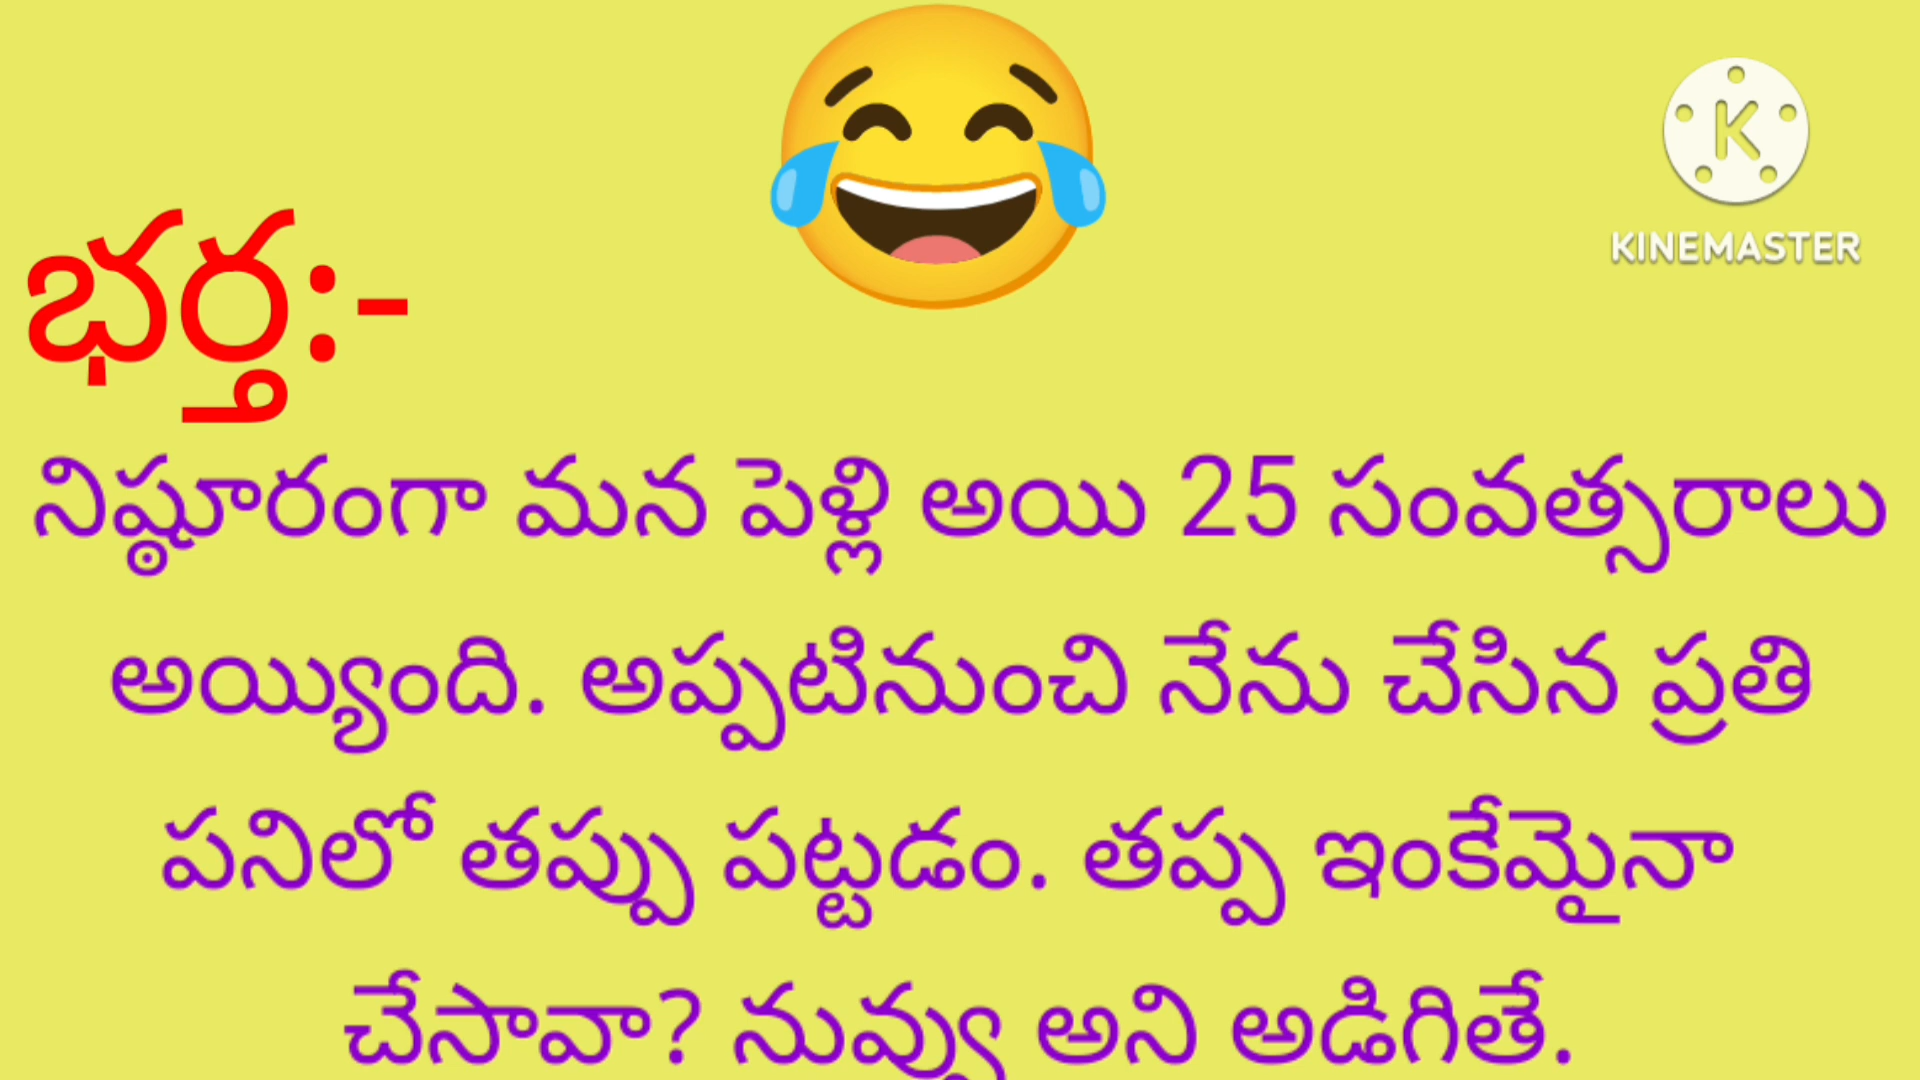 KINEMASTER
భర్త:-
నిష్ఠూరంగా మన పెళ్లి అయి 25 సంవత్సరాలు
అయ్యింది. అప్పటినుంచి నేను చేసిన ప్రతి
పనిలో తప్పు పట్టడం. తప్ప ఇంకేమైనా
చేసావా? నువ్వు అని అడిగితే.